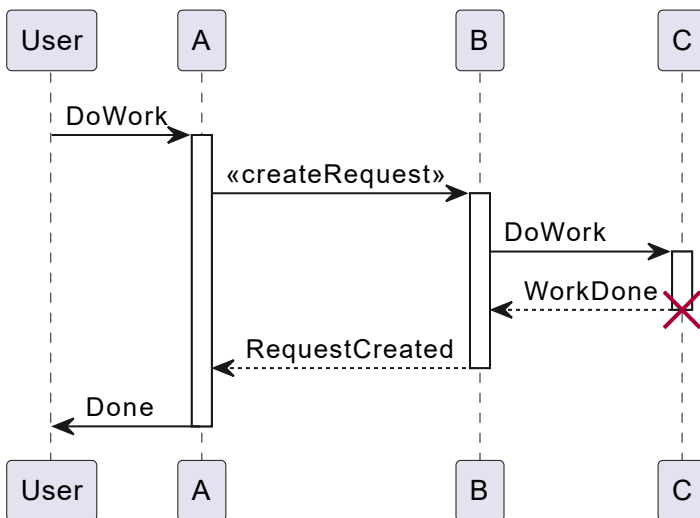 User A B C
DoWork
«createRequest»
DoWork
WorkDone
RequestCreated
Done
User A B C